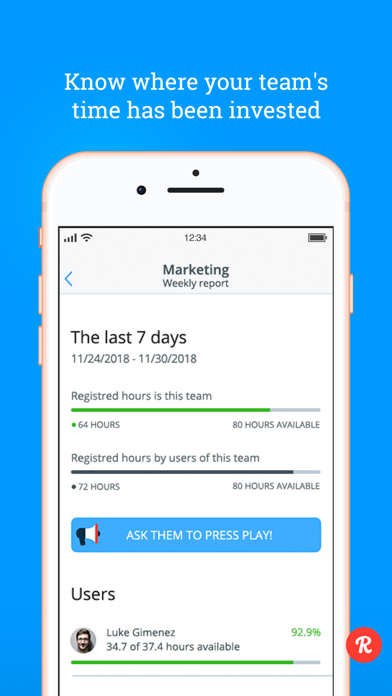 Know where your team's
time has been invested
12:34
Marketing
Weekly report
The last 7 days
11/24/2018 - 11/30/2018
Registred hours is this team
64 HOURS 80 HOURS AVAILABLE
Registred hours by users of this team
72 HOURS 80 HOURS AVAILABLE
ASK THEM TO PRESS PLAY!
Users
Luke Gimenez 92.9%
34.7 of 37.4 hours available
R